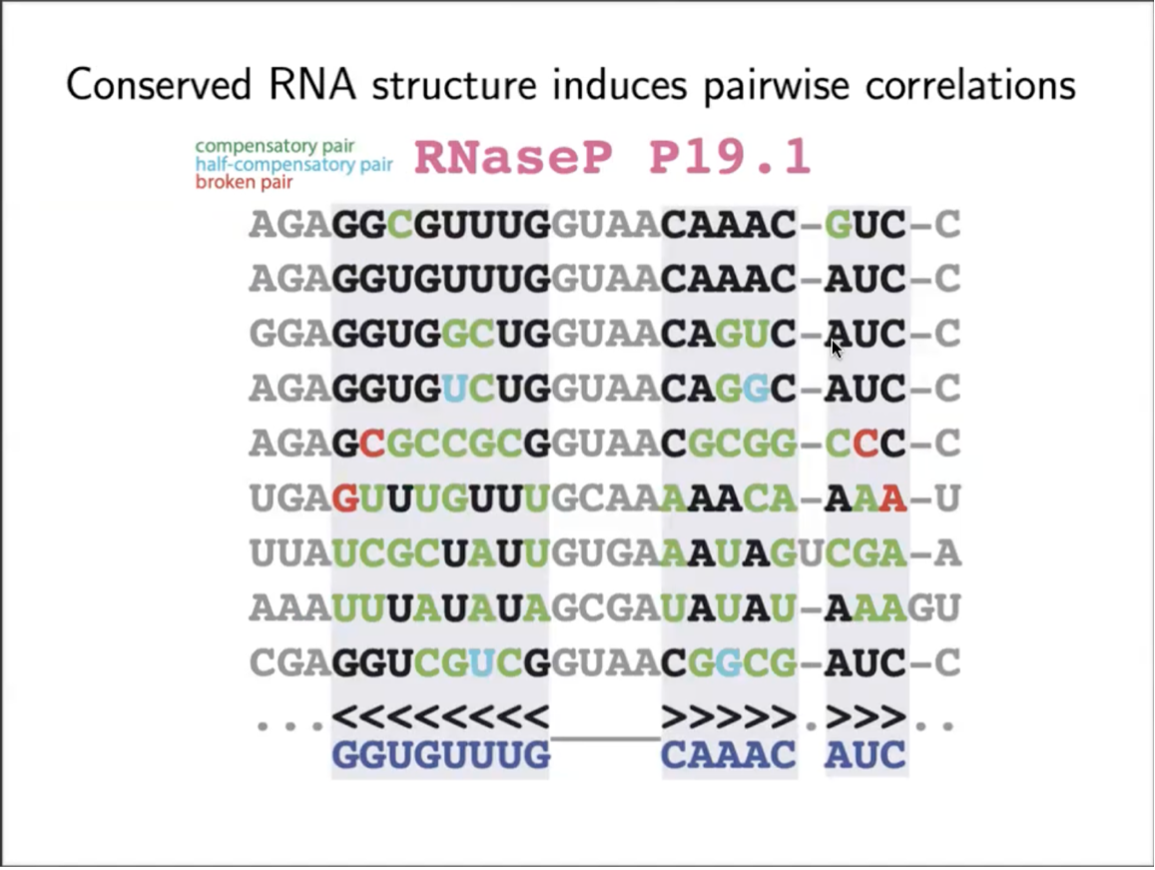 Conserved RNA structure induces pairwise correlations
compensatory pair
half-compensatory pair
broken pair
RNaseP P19.1
AGAGGCGUUUGGUAACAAAC-GUC-C
AGAGGUGUUUGGUAACAAAC-AUC-C
GGAGGUGGCUGGUAACAGUC-AUC-C
AGAGGUGUCUGGUAACAGGC-AUC-C
AGAGCGCCGCGGUAACGCGG-CCC-C
UGAGUUUGUUUGCAAAAACA-AAA-U
UUAUCGCUAUUGUGAAAUAGUCGA-A
AAAUUUAUAUAGCGAUAUAU-AAAGU
CGAGGUCGUCGGUAACGGCG-AUC-C
...<<<<<<<<____>>>>>.>>>..
GGUGUUUG CAAAC AUC